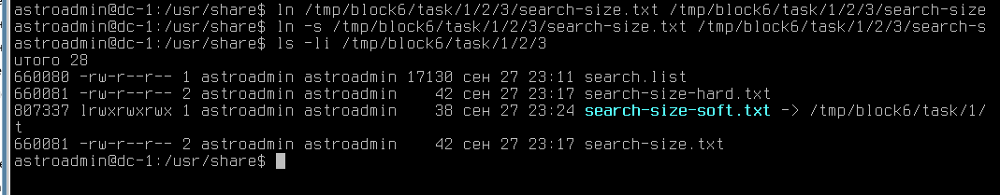 astroadmin@dc-1:/usr/share$ ln /tmp/block6/task/1/2/3/search-size.txt /tmp/block6/task/1/2/3/search-size
astroadmin@dc-1:/usr/share$ ln -s /tmp/block6/task/1/2/3/search-size.txt /tmp/block6/task/1/2/3/search-s
astroadmin@dc-1:/usr/share$ ls -li /tmp/block6/task/1/2/3
итого 28
660080 -rw-r--r-- 1 astroadmin astroadmin 17130 сен 27 23:11 search.list
660081 -rw-r--r-- 2 astroadmin astroadmin    42 сен 27 23:17 search-size-hard.txt
807337 lrwxrwxrwx 1 astroadmin astroadmin    38 сен 27 23:24 search-size-soft.txt -> /tmp/block6/task/1/
t
660081 -rw-r--r-- 2 astroadmin astroadmin    42 сен 27 23:17 search-size.txt
astroadmin@dc-1:/usr/share$